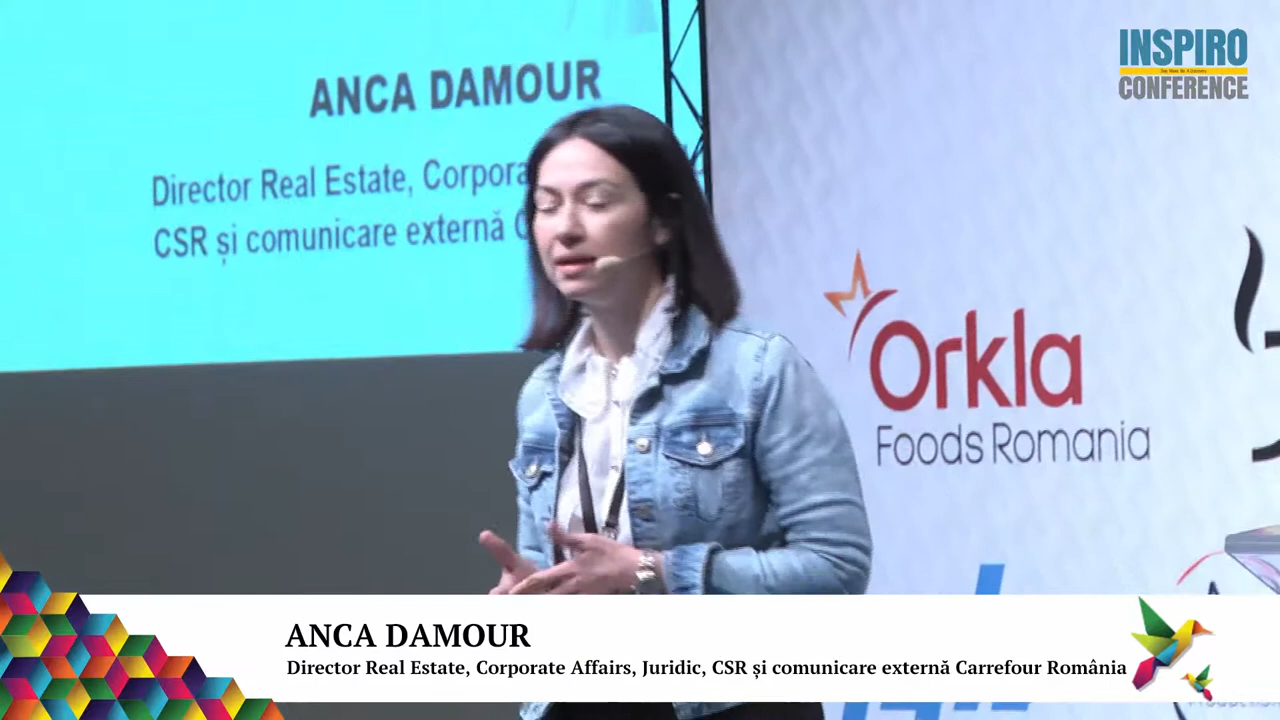 INSPIRO
CONFERENCE
ANCA DAMOUR
Director Real Estate,
CSR și comunicare externă
Orkla
Foods Romania
ANCA DAMOUR
Director Real Estate, Corporate Affairs, Juridic, CSR și comunicare externă Carrefour România